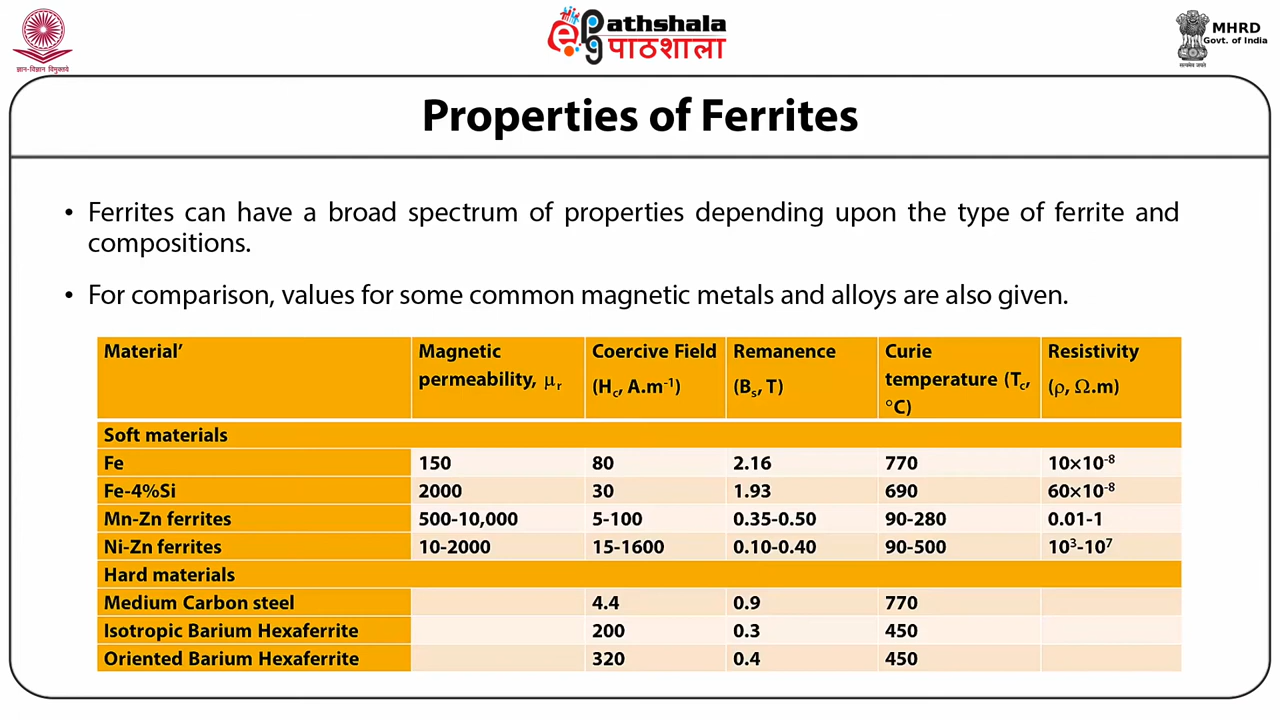 ज्ञान-विज्ञान विमुक्तये
epg Pathshala
पाठशाला
MHRD
Govt. of India
सत्यमेव जयते
Properties of Ferrites
• Ferrites can have a broad spectrum of properties depending upon the type of ferrite and
compositions.
• For comparison, values for some common magnetic metals and alloys are also given.
Material’ Magnetic permeability, μr Coercive Field (Hc, A.m-1) Remanence (Bs, T) Curie temperature (Tc, °C) Resistivity (ρ, Ω.m)
Soft materials
Fe 150 80 2.16 770 10×10-8
Fe-4%Si 2000 30 1.93 690 60×10-8
Mn-Zn ferrites 500-10,000 5-100 0.35-0.50 90-280 0.01-1
Ni-Zn ferrites 10-2000 15-1600 0.10-0.40 90-500 10³-10⁷
Hard materials
Medium Carbon steel 4.4 0.9 770
Isotropic Barium Hexaferrite 200 0.3 450
Oriented Barium Hexaferrite 320 0.4 450